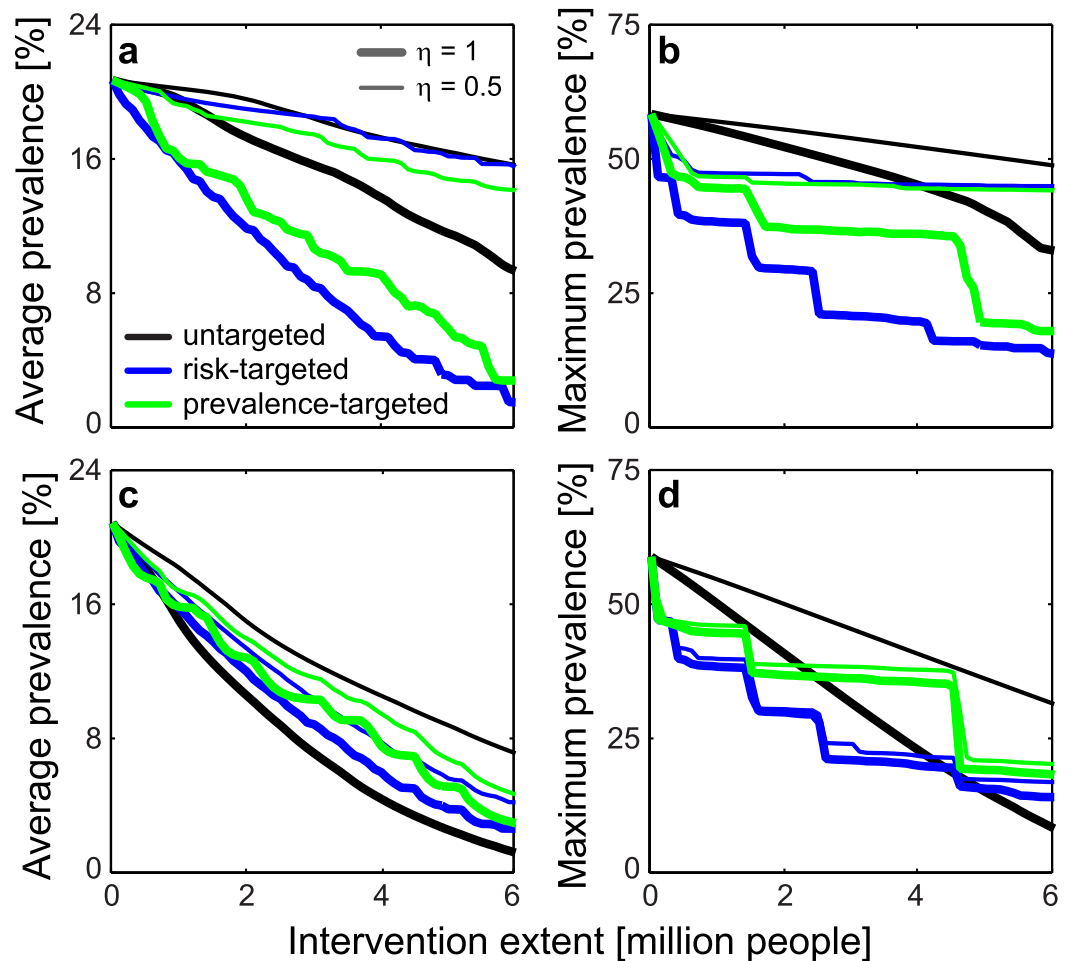 24
16
8
0
Average prevalence [%]
a
η = 1
η = 0.5
untargeted
risk-targeted
prevalence-targeted
75
50
25
0
Maximum prevalence [%]
b
24
16
8
0
Average prevalence [%]
c
0 2 4 6
75
50
25
0
Maximum prevalence [%]
d
0 2 4 6
Intervention extent [million people]